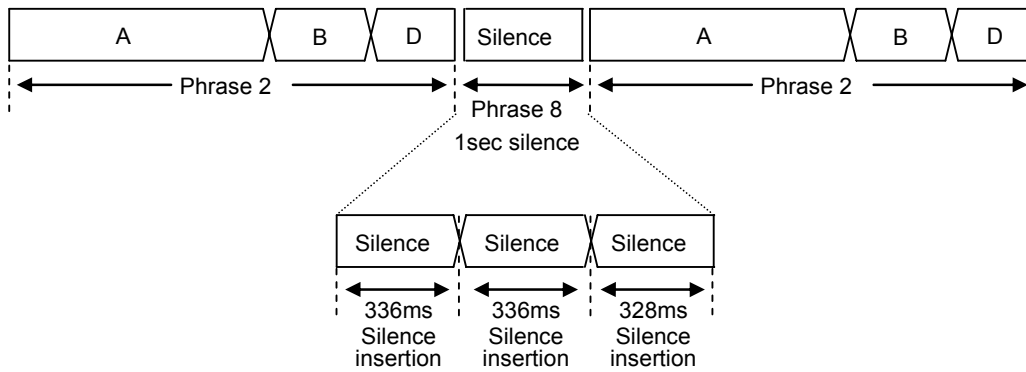 A B D Silence A B D
Phrase 2 Phrase 2
Phrase 8
1sec silence
Silence Silence Silence
336ms 336ms 328ms
Silence Silence Silence
insertion insertion insertion